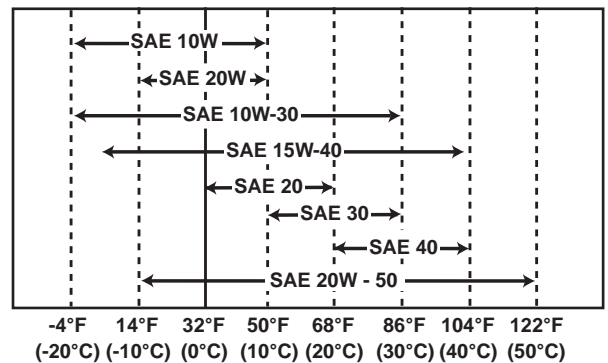 SAE 10W
SAE 20W
SAE 10W-30
SAE 15W-40
SAE 20
SAE 30
SAE 40
SAE 20W - 50
-4°F 14°F 32°F 50°F 68°F 86°F 104°F 122°F
(-20°C) (-10°C) (0°C) (10°C) (20°C) (30°C) (40°C) (50°C)